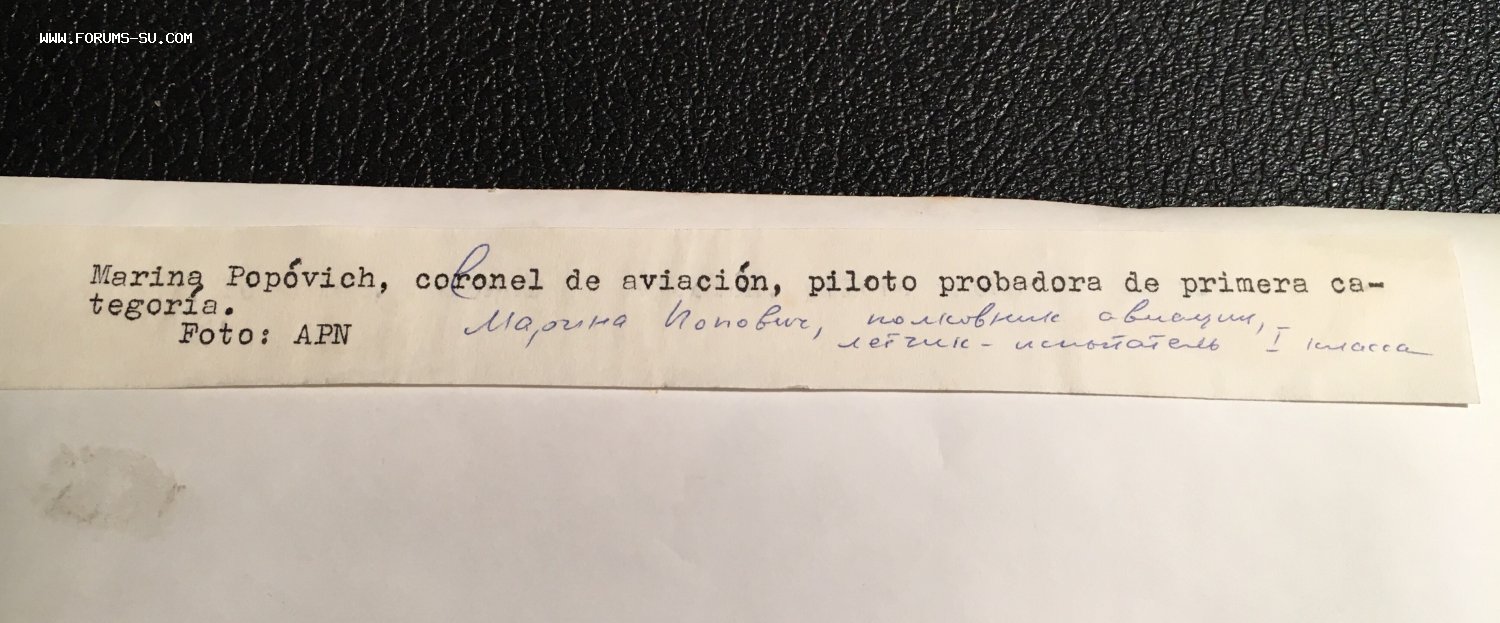 WWW.FORUMS-SU.COM
Marina Popóvich, coronel de aviación, piloto probadora de primera ca-
tegoría.
Foto: APN
Марина Попович, полковник авиации,
летчик-испытатель I класса